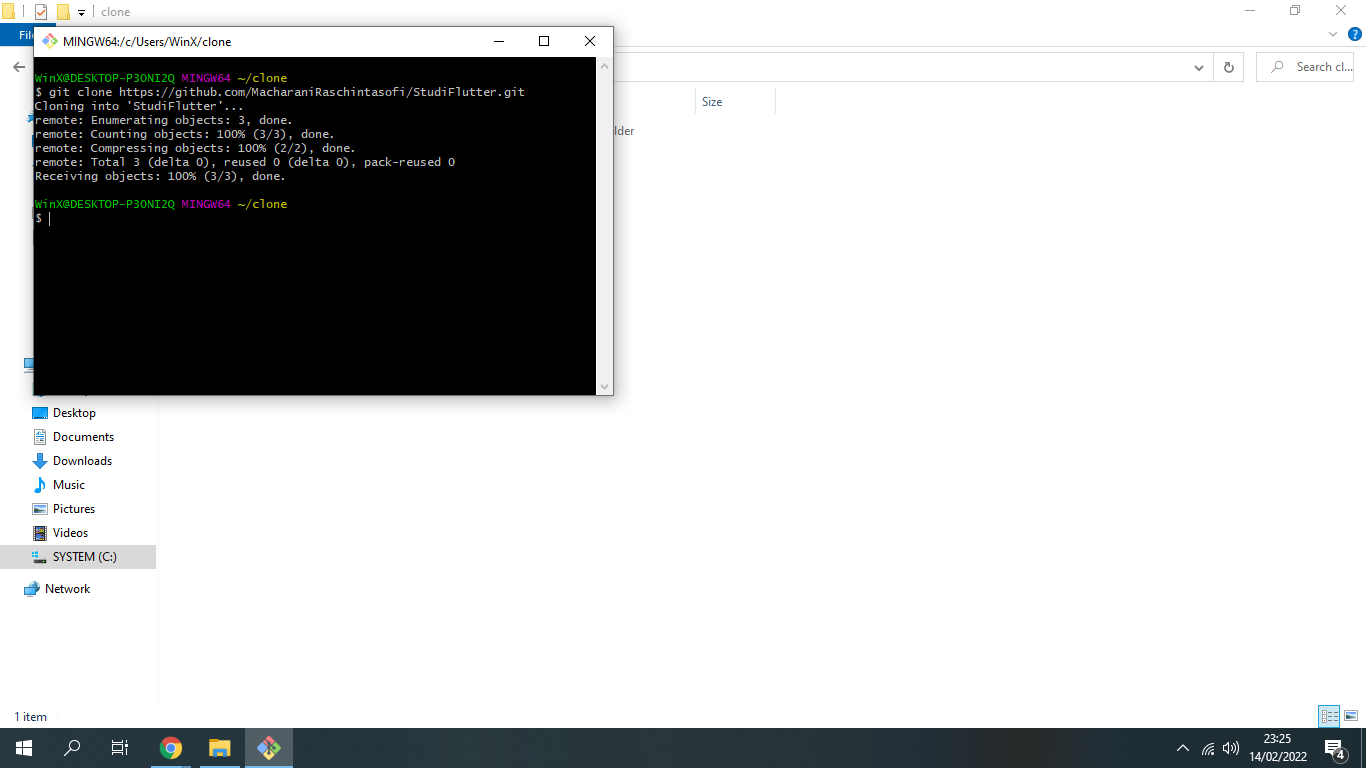 clone
Fil
MINGW64:/c/Users/WinX/clone
WinX@DESKTOP-P3ONI2Q MINGW64 ~/clone
$ git clone https://github.com/MacharaniRaschintasofi/StudiFlutter.git
Cloning into 'StudiFlutter'...
remote: Enumerating objects: 3, done.
remote: Counting objects: 100% (3/3), done.
remote: Compressing objects: 100% (2/2), done.
remote: Total 3 (delta 0), reused 0 (delta 0), pack-reused 0
Receiving objects: 100% (3/3), done.
WinX@DESKTOP-P3ONI2Q MINGW64 ~/clone
$
Search cl...
Size
lder
Desktop
Documents
Downloads
Music
Pictures
Videos
SYSTEM (C:)
Network
1 item
23:25
14/02/2022
4